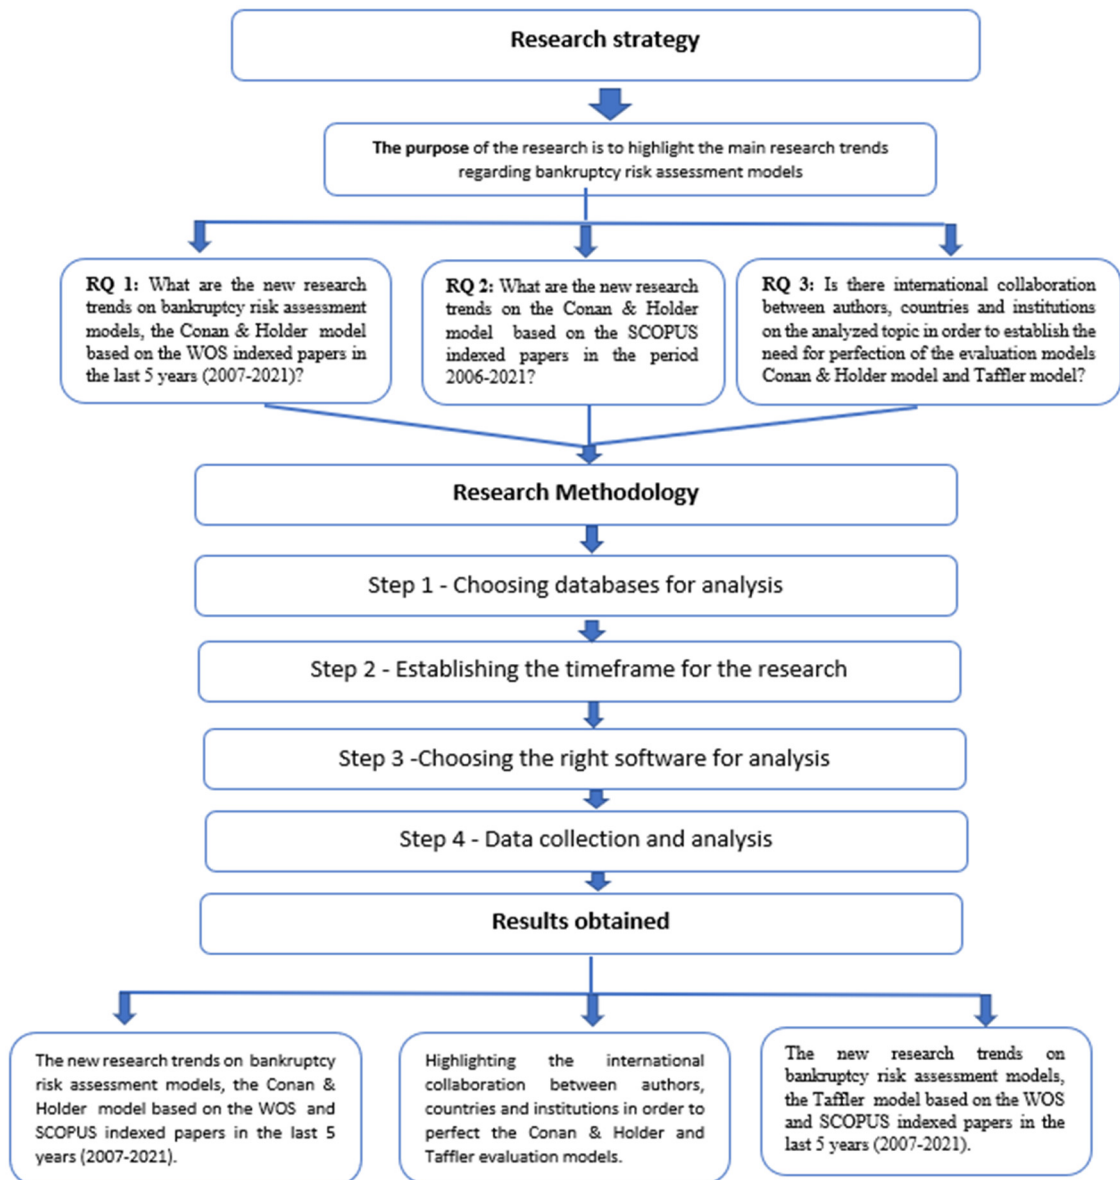 Research strategy
The purpose of the research is to highlight the main research trends
regarding bankruptcy risk assessment models
RQ 1: What are the new research
trends on bankruptcy risk assessment
models, the Conan & Holder model
based on the WOS indexed papers in
the last 5 years (2007-2021)?
RQ 2: What are the new research
trends on the Conan & Holder
model based on the SCOPUS
indexed papers in the period
2006-2021?
RQ 3: Is there international collaboration
between authors, countries and institutions
on the analyzed topic in order to establish the
need for perfection of the evaluation models
Conan & Holder model and Taffler model?
Research Methodology
Step 1 - Choosing databases for analysis
Step 2 - Establishing the timeframe for the research
Step 3 -Choosing the right software for analysis
Step 4 - Data collection and analysis
Results obtained
The new research trends on bankruptcy
risk assessment models, the Conan &
Holder model based on the WOS and
SCOPUS indexed papers in the last 5
years (2007-2021).
Highlighting the international
collaboration between authors,
countries and institutions in order to
perfect the Conan & Holder and
Taffler evaluation models.
The new research trends on
bankruptcy risk assessment models,
the Taffler model based on the WOS
and SCOPUS indexed papers in the
last 5 years (2007-2021).